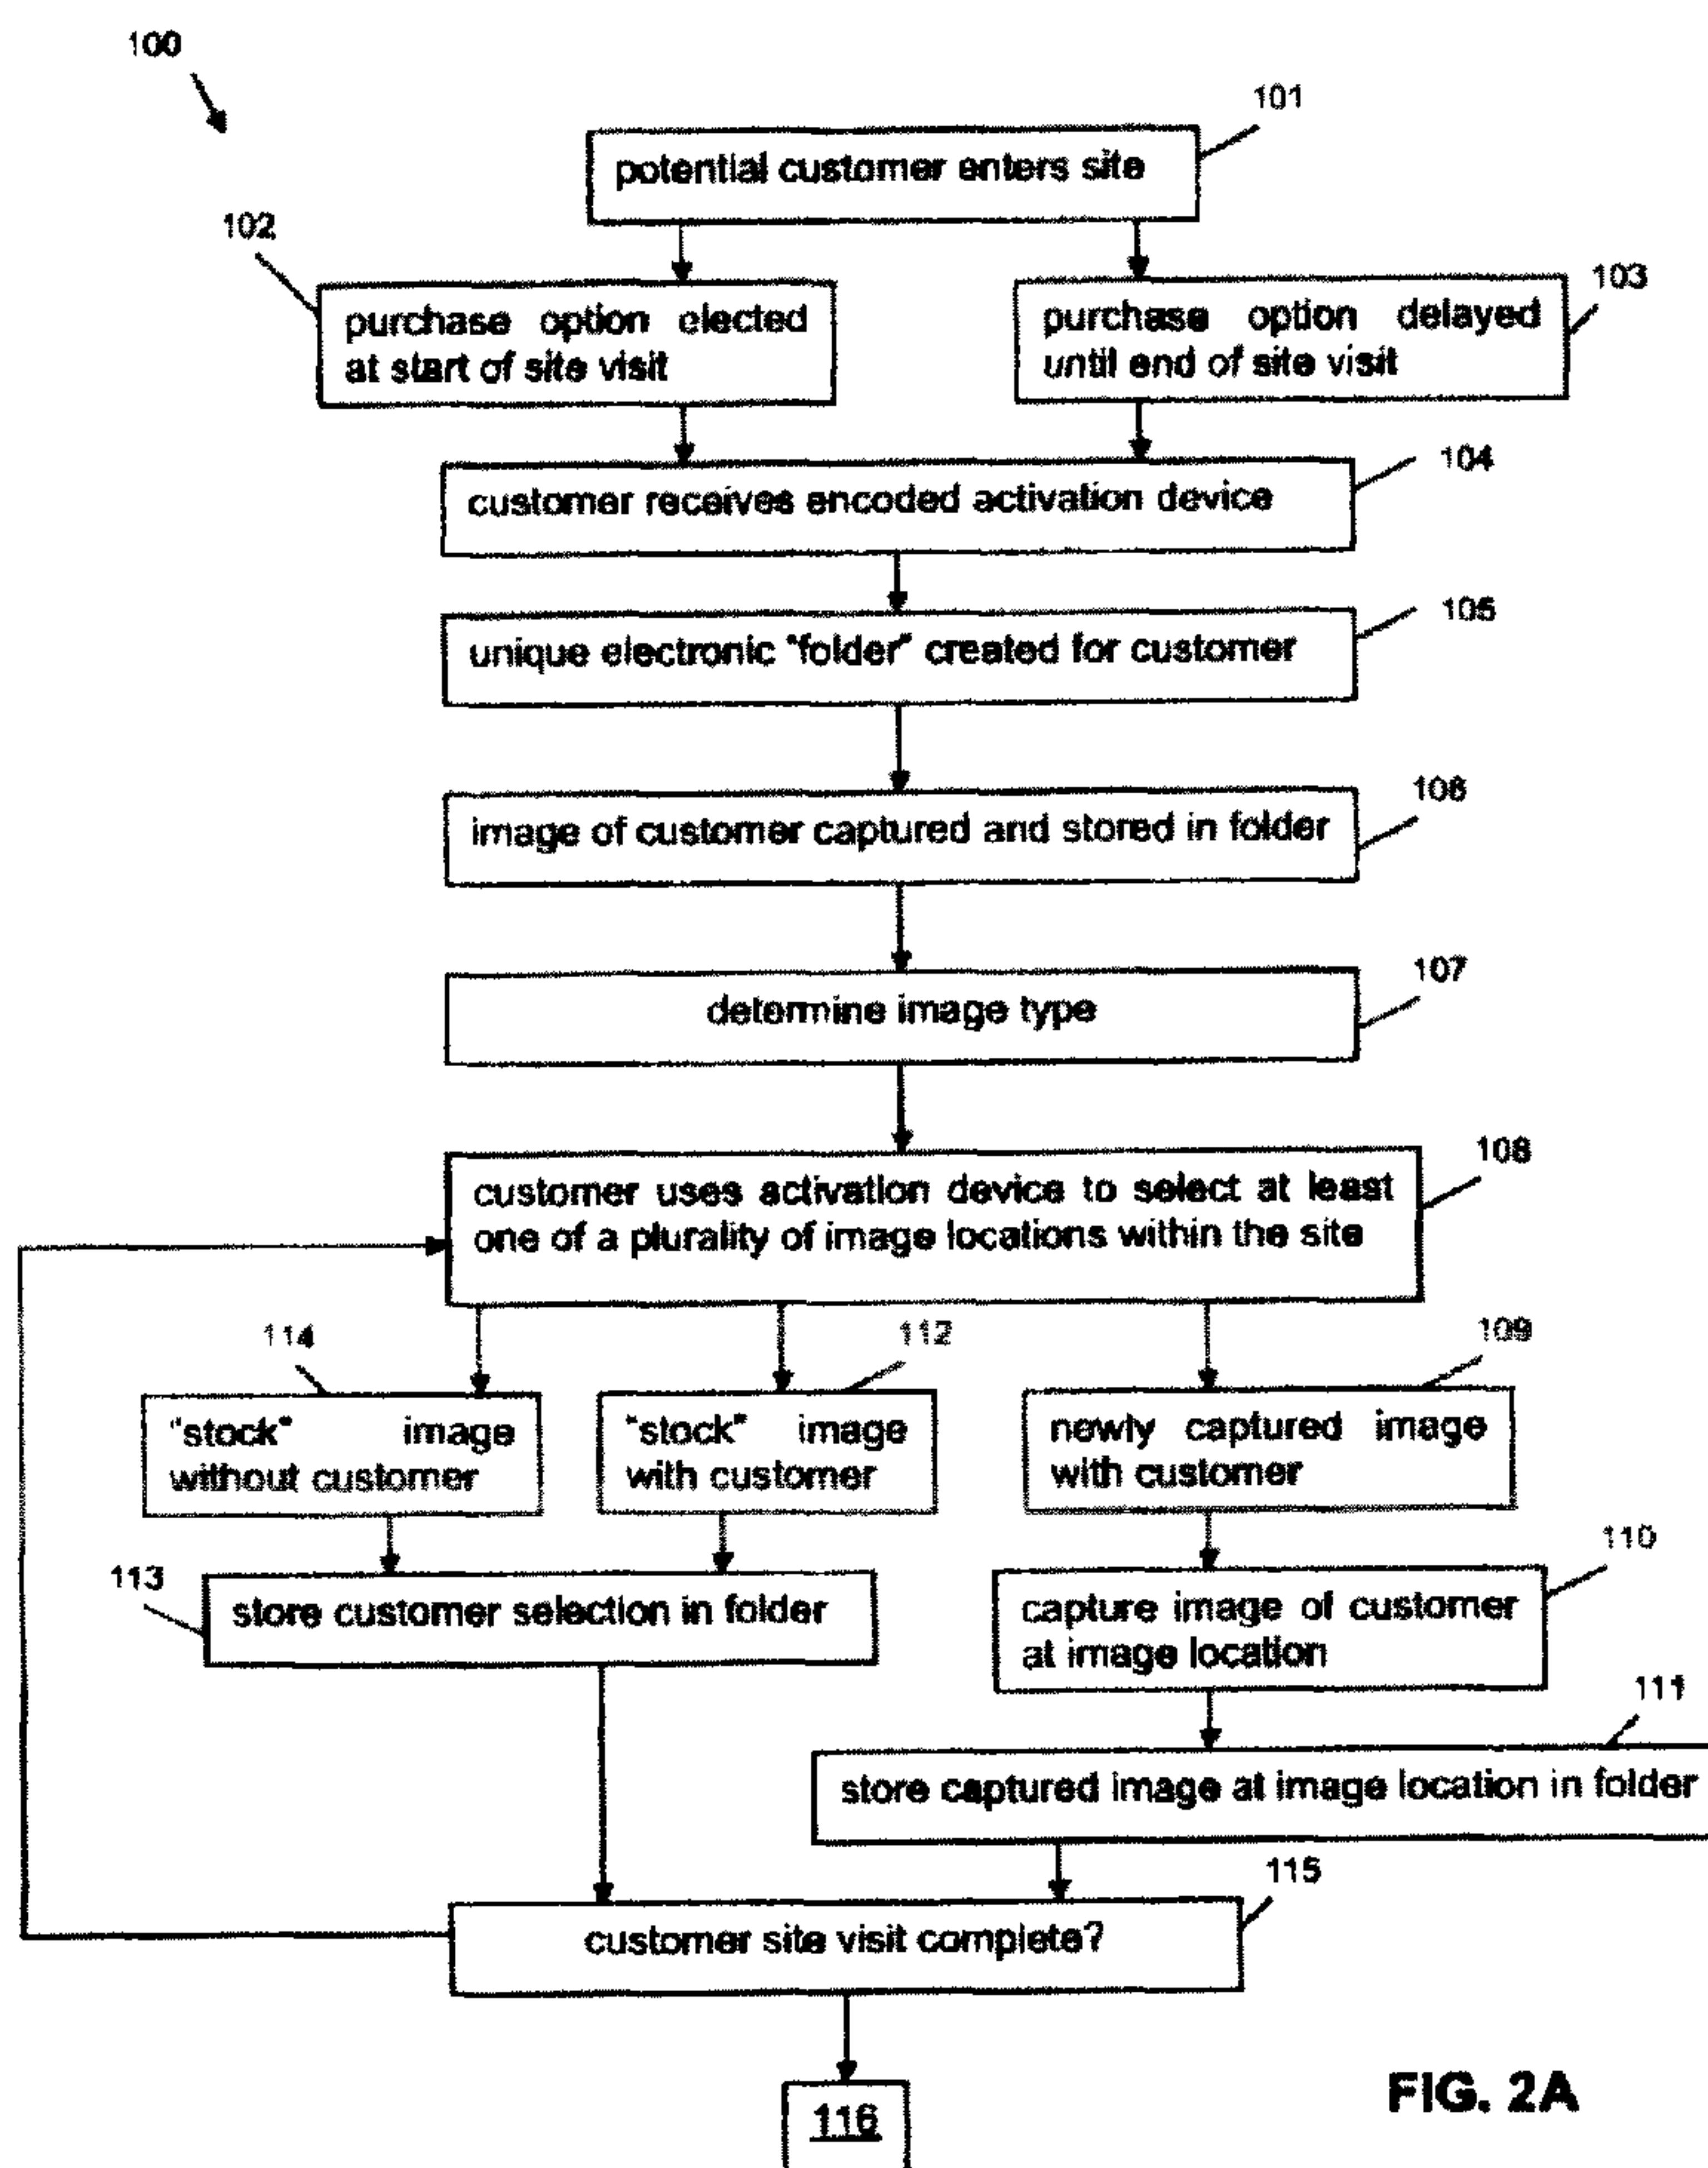 100
101
potential customer enters site
102
103
purchase option elected
at start of site visit
purchase option delayed
until end of site visit
104
customer receives encoded activation device
105
unique electronic "folder" created for customer
106
image of customer captured and stored in folder
107
determine image type
108
customer uses activation device to select at least
one of a plurality of image locations within the site
114
112
109
"stock" image
without customer
"stock" image
with customer
newly captured image
with customer
113
110
store customer selection in folder
capture image of customer
at image location
111
store captured image at image location in folder
115
customer site visit complete?
116
FIG. 2A